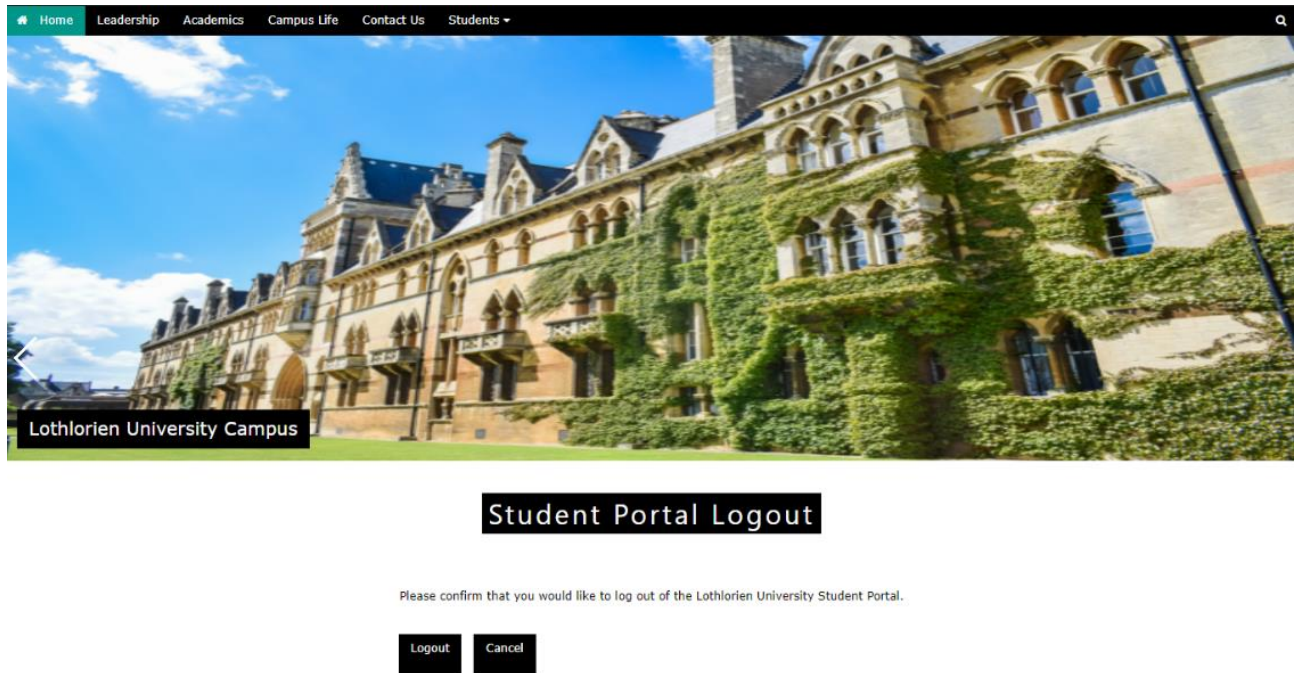 Home Leadership Academics Campus Life Contact Us Students
Lothlorien University Campus
Student Portal Logout
Please confirm that you would like to log out of the Lothlorien University Student Portal.
Logout Cancel